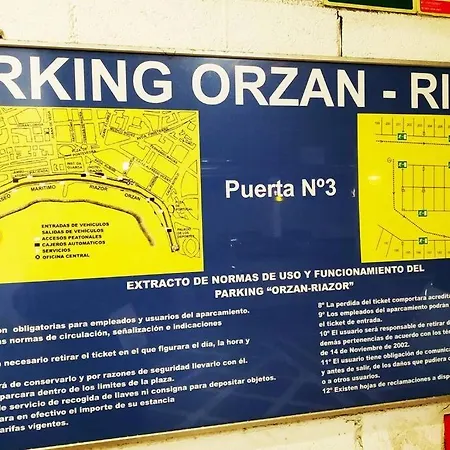 PARKING ORZAN - RI
MARITIMO RIAZOR ORZAN
ENTRADAS DE VEHICULOS
SALIDAS DE VEHICULOS
ACCESOS PEATONALES
CAJEROS AUTOMATICOS
SERVICIOS
OFICINA CENTRAL
Puerta Nº3
EXTRACTO DE NORMAS DE USO Y FUNCIONAMIENTO DEL
PARKING “ORZAN-RIAZOR”
on obligatorias para empleados y usuarios del aparcamiento.
as normas de circulación, señalización e indicaciones
necesario retirar el ticket en el que figurara el día, la hora y
rá de conservarlo y por razones de seguridad llevarlo con él.
parcara dentro de los limites de la plaza.
de servicio de recogida de llaves ni consigna para depositar objetos.
ara en efectivo el importe de su estancia
arifas vigentes.
8º La perdida del ticket comportara acredita
9º Los empleados del aparcamiento podrán
el ticket de entrada.
10º El usuario será responsable de retirar d
demás pertenencias de acuerdo con los té
de 14 de Noviembre de 2002.
11º El usuario tiene obligación de comunic
y antes de salir, de los daños que pudiera c
o a otros usuarios.
12º Existen hojas de reclamaciones a disp